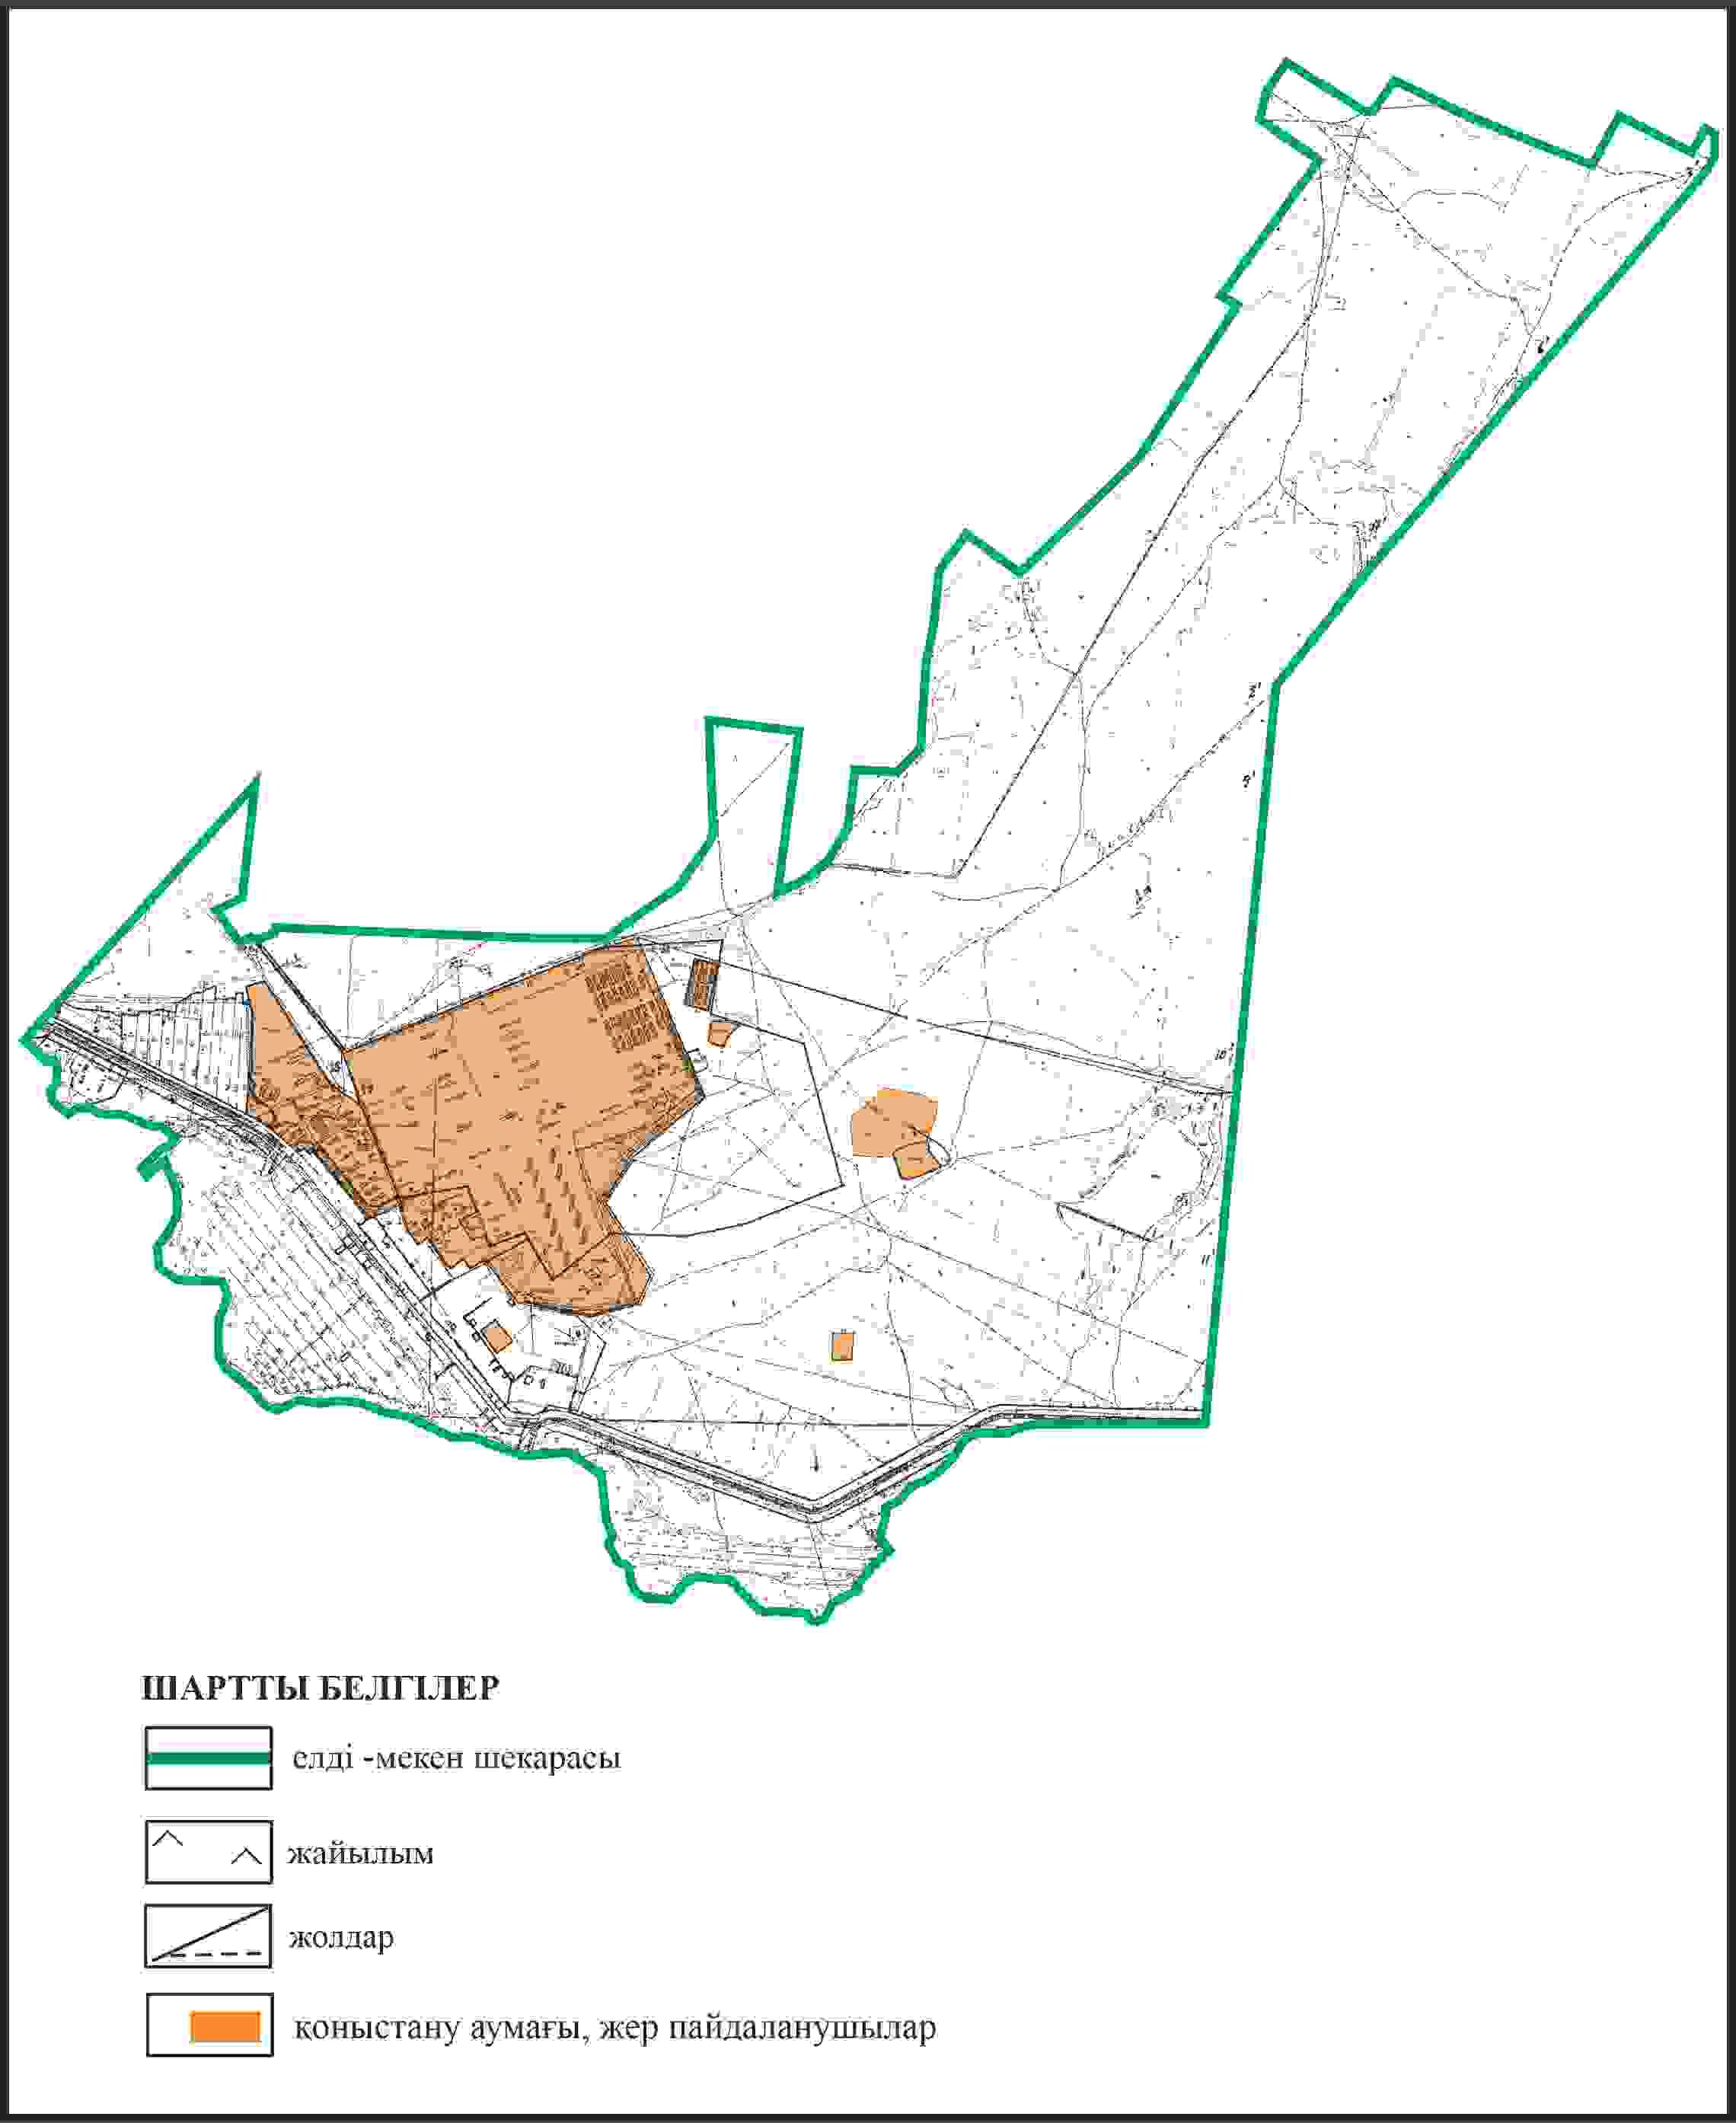 ШАРТТЫ БЕЛГІЛЕР
елді -мекен шекарасы
жайылым
жолдар
қоныстану аумағы, жер пайдаланушылар